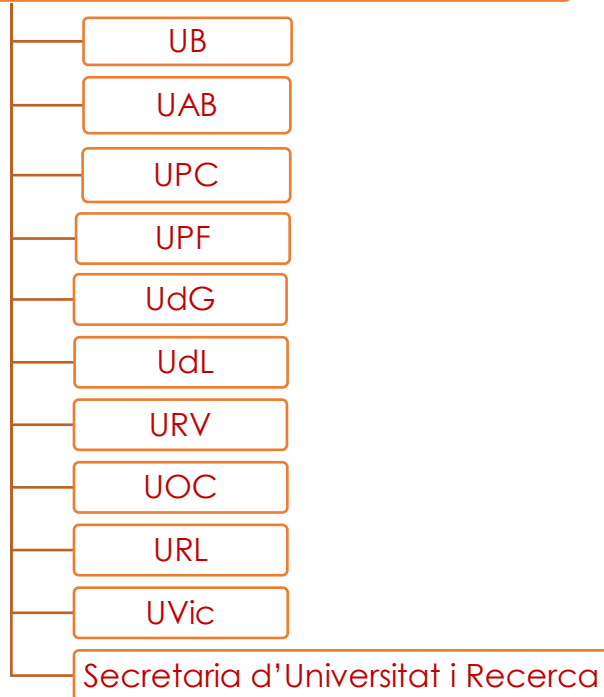 UB
UAB
UPC
UPF
UdG
UdL
URV
UOC
URL
UVic
Secretaria d’Universitat i Recerca